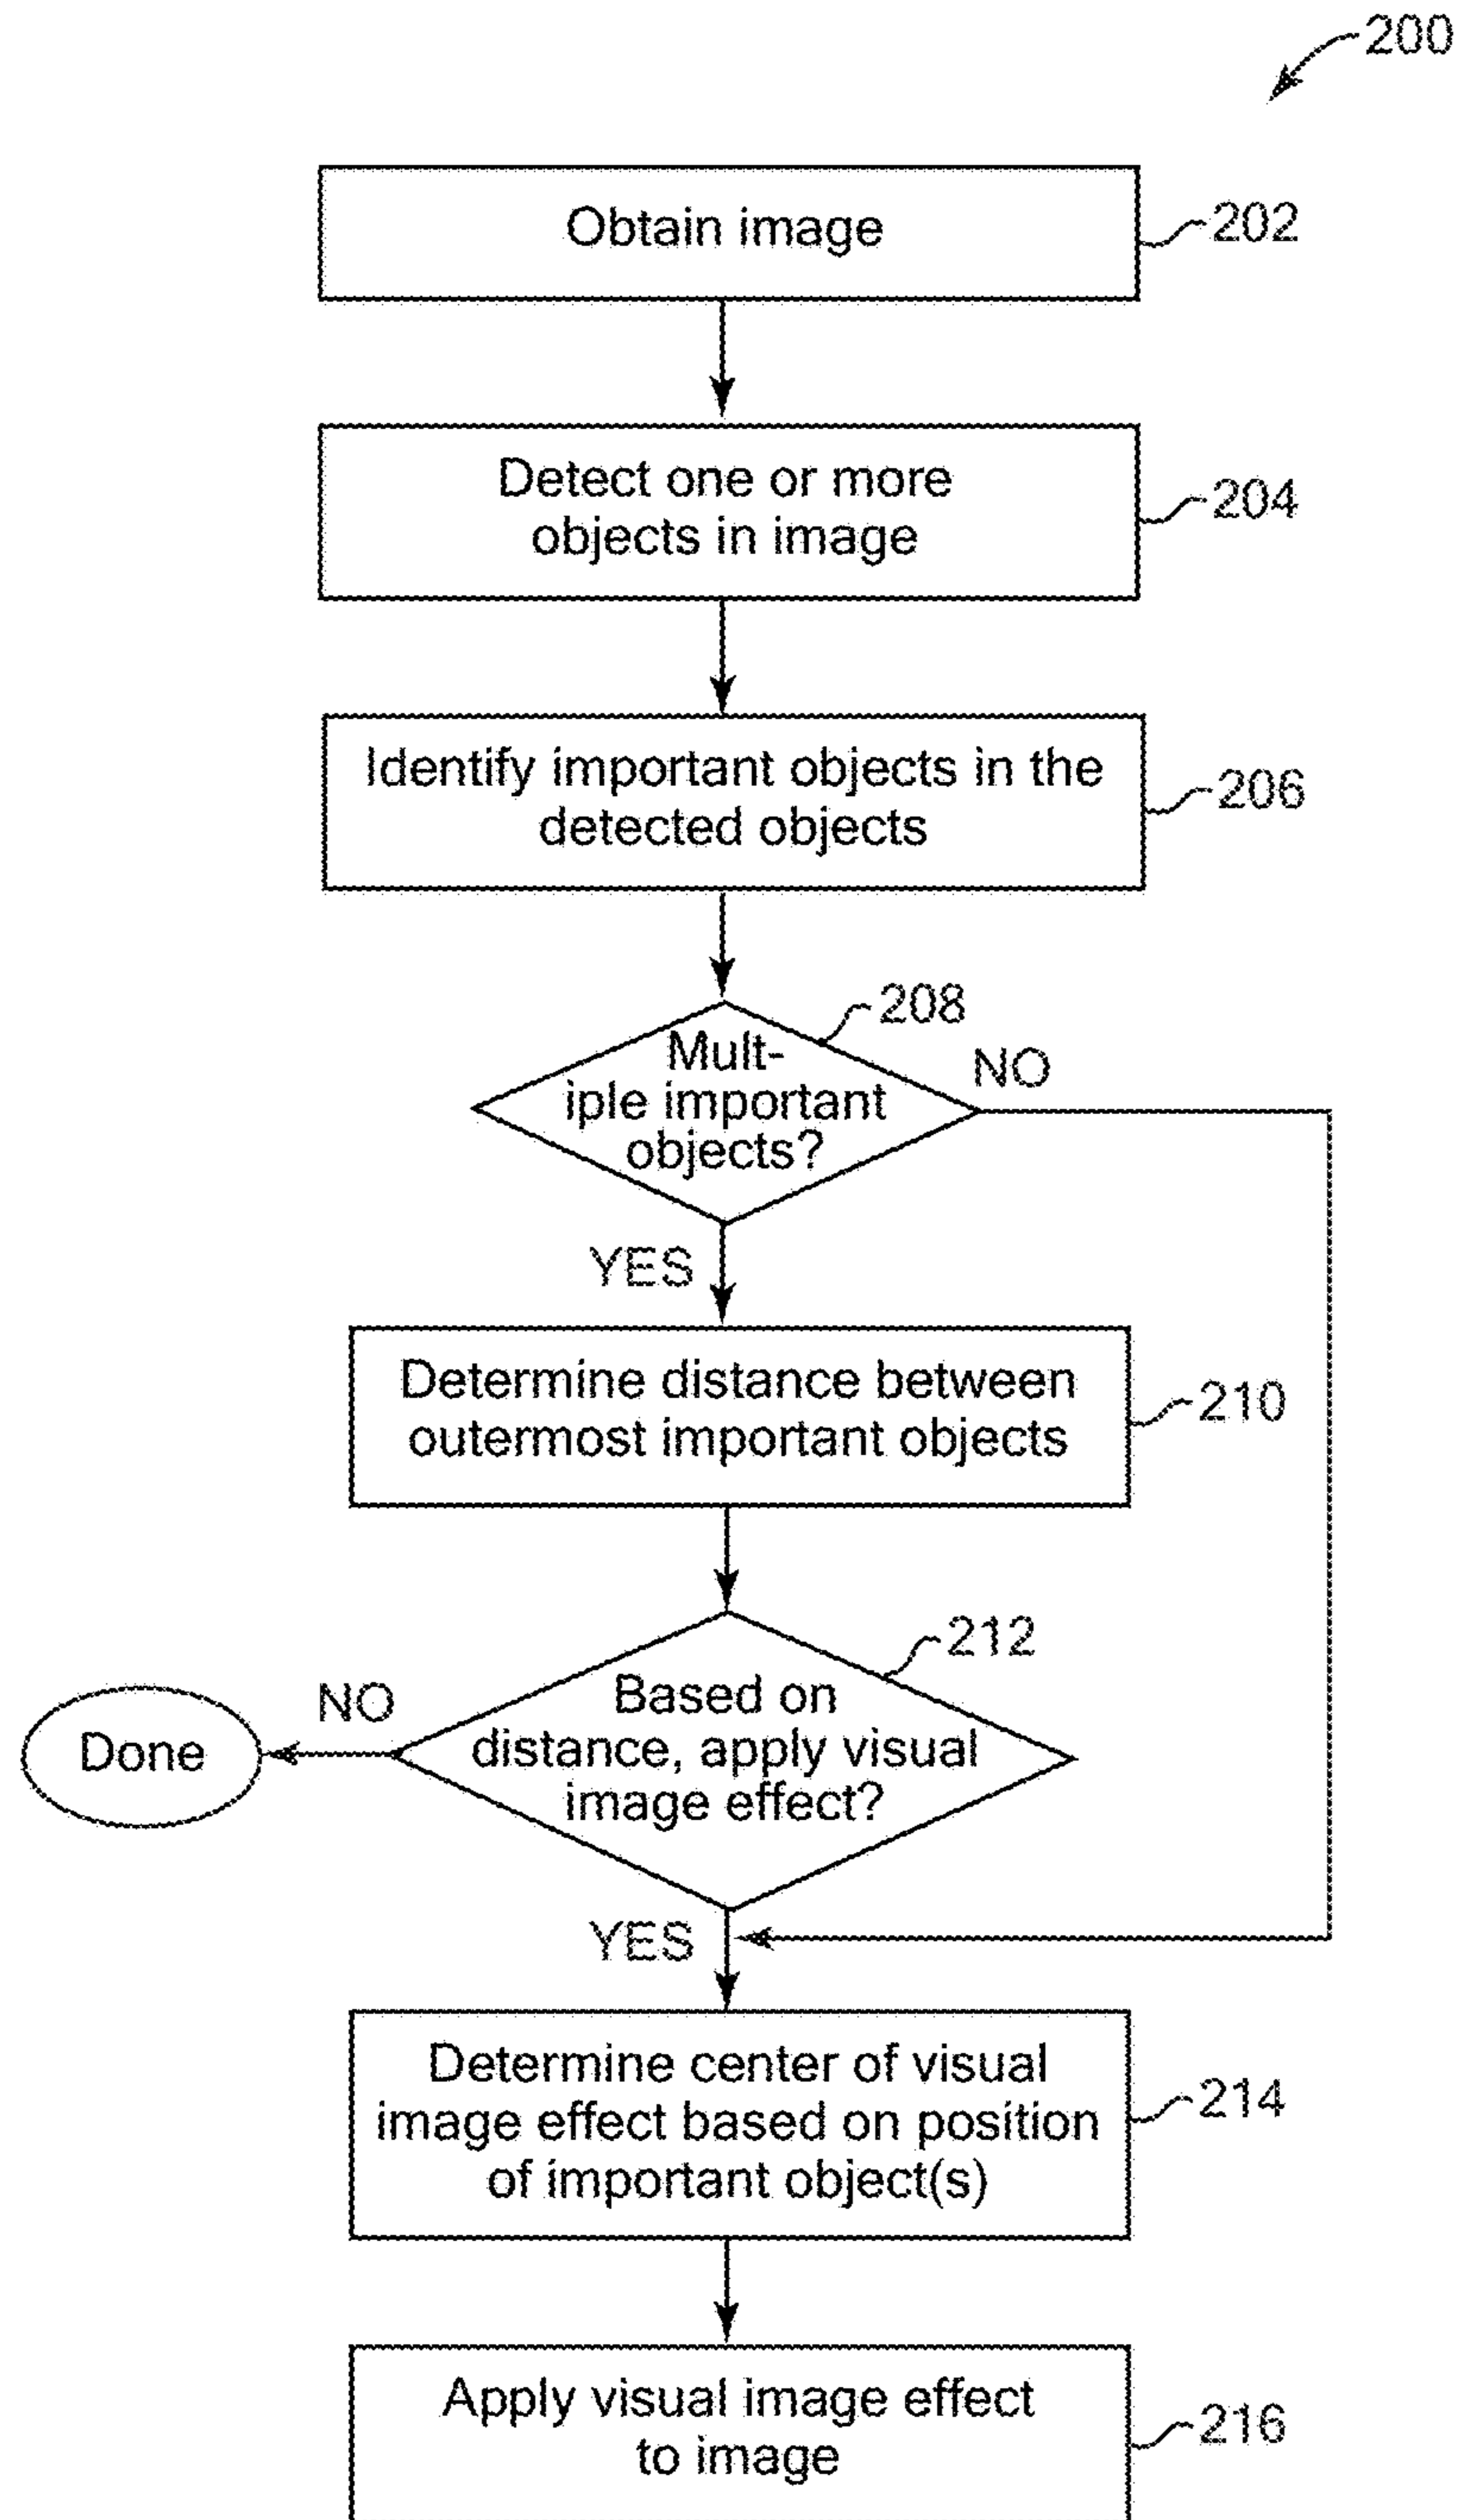 200
Obtain image
202
Detect one or more
objects in image
204
Identify important objects in the
detected objects
206
208
Mult-
iple important
objects?
NO
YES
Determine distance between
outermost important objects
210
212
Based on
distance, apply visual
image effect?
NO
Done
YES
Determine center of visual
image effect based on position
of important object(s)
214
Apply visual image effect
to image
216